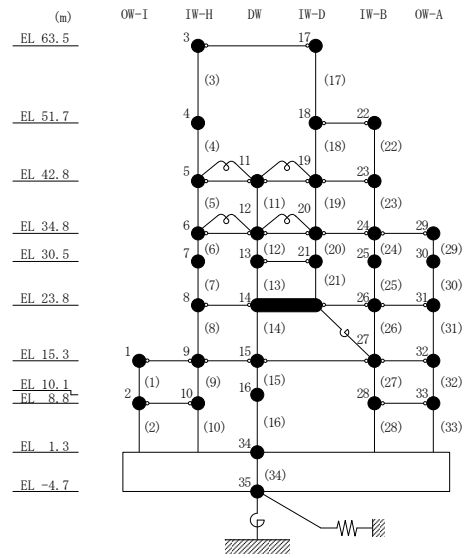 (m) OW-I IW-H DW IW-D IW-B OW-A
EL 63.5 3 17
(3) (17)
EL 51.7 4 18 22
(4) (18) (22)
EL 42.8 5 11 19 23
(5) (11) (19) (23)
EL 34.8 6 12 20 24 29
(6) (12) (20) (24) (29)
EL 30.5 7 13 21 25 30
(7) (13) (21) (25) (30)
EL 23.8 8 14 26 31
(8) (14) (26) (31)
EL 15.3 1 9 15 27 32
(1) (9) (15) (27) (32)
EL 10.1 16
EL 8.8 2 10 28 33
(2) (10) (16) (28) (33)
EL 1.3 34
(34)
EL -4.7 35